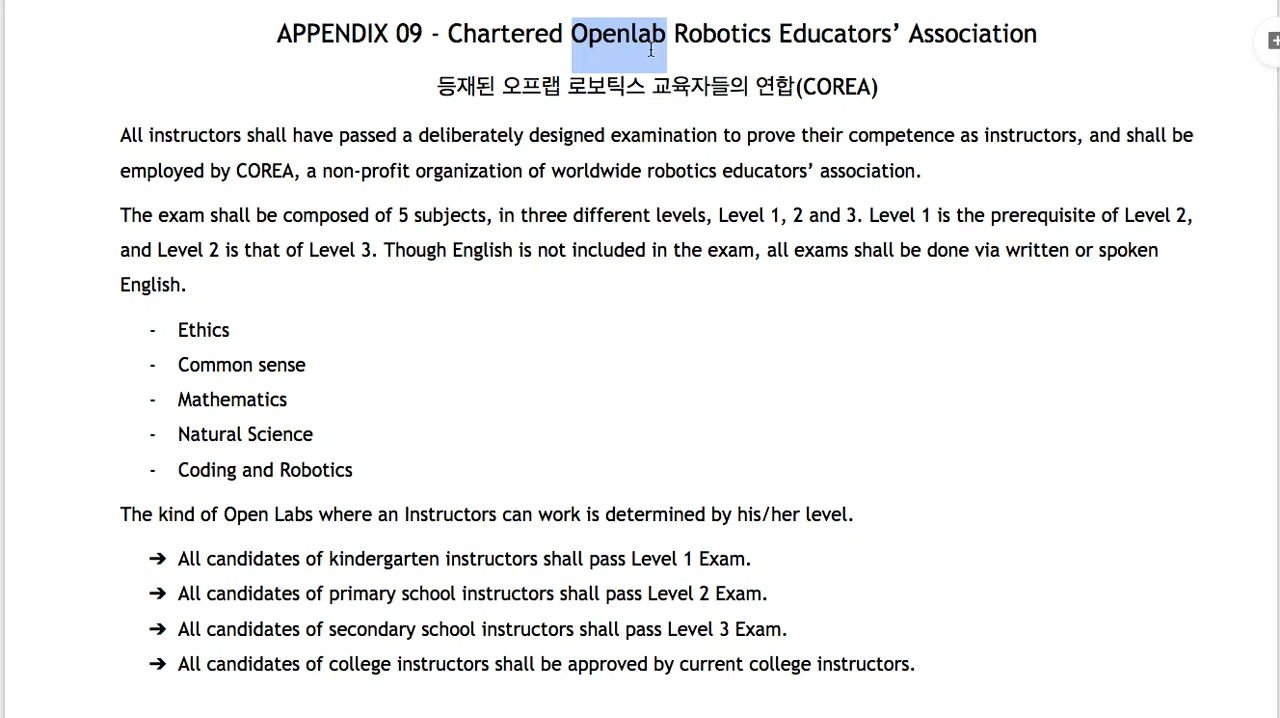 APPENDIX 09 - Chartered Openlab Robotics Educators’ Association
등재된 오프랩 로보틱스 교육자들의 연합(COREA)
All instructors shall have passed a deliberately designed examination to prove their competence as instructors, and shall be
employed by COREA, a non-profit organization of worldwide robotics educators’ association.
The exam shall be composed of 5 subjects, in three different levels, Level 1, 2 and 3. Level 1 is the prerequisite of Level 2,
and Level 2 is that of Level 3. Though English is not included in the exam, all exams shall be done via written or spoken
English.
- Ethics
- Common sense
- Mathematics
- Natural Science
- Coding and Robotics
The kind of Open Labs where an Instructors can work is determined by his/her level.
➔ All candidates of kindergarten instructors shall pass Level 1 Exam.
➔ All candidates of primary school instructors shall pass Level 2 Exam.
➔ All candidates of secondary school instructors shall pass Level 3 Exam.
➔ All candidates of college instructors shall be approved by current college instructors.